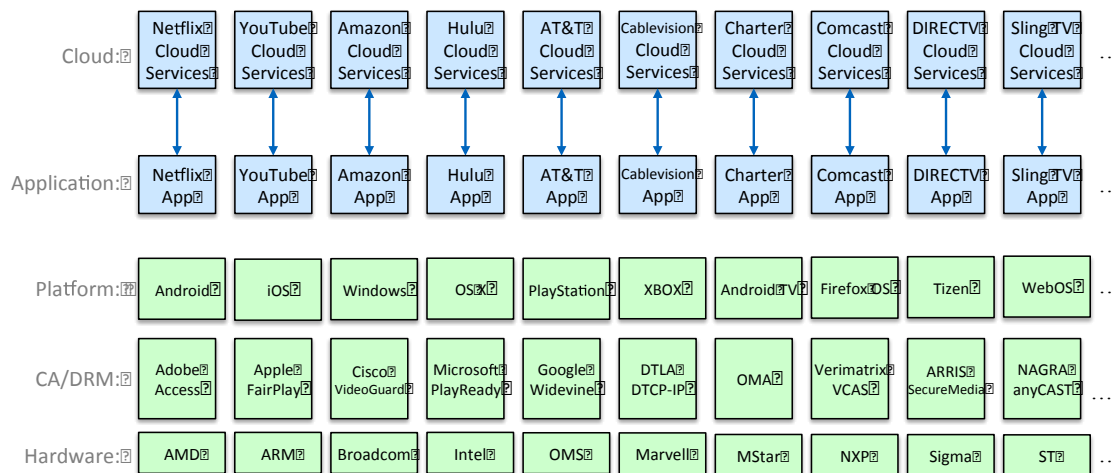 Cloud:
Netflix Cloud Services
YouTube Cloud Services
Amazon Cloud Services
Hulu Cloud Services
AT&T Cloud Services
Cablevision Cloud Services
Charter Cloud Services
Comcast Cloud Services
DIRECTV Cloud Services
Sling TV Cloud Services
...
Application:
Netflix App
YouTube App
Amazon App
Hulu App
AT&T App
Cablevision App
Charter App
Comcast App
DIRECTV App
Sling TV App
...
Platform:
Android
iOS
Windows
OS X
PlayStation
XBOX
Android TV
Firefox OS
Tizen
WebOS
...
CA/DRM:
Adobe Access
Apple FairPlay
Cisco VideoGuard
Microsoft PlayReady
Google Widevine
DTLA DTCP-IP
OMA
Verimatrix VCAS
ARRIS SecureMedia
NAGRA anyCAST
...
Hardware:
AMD
ARM
Broadcom
Intel
OMS
Marvell
MStar
NXP
Sigma
ST
...